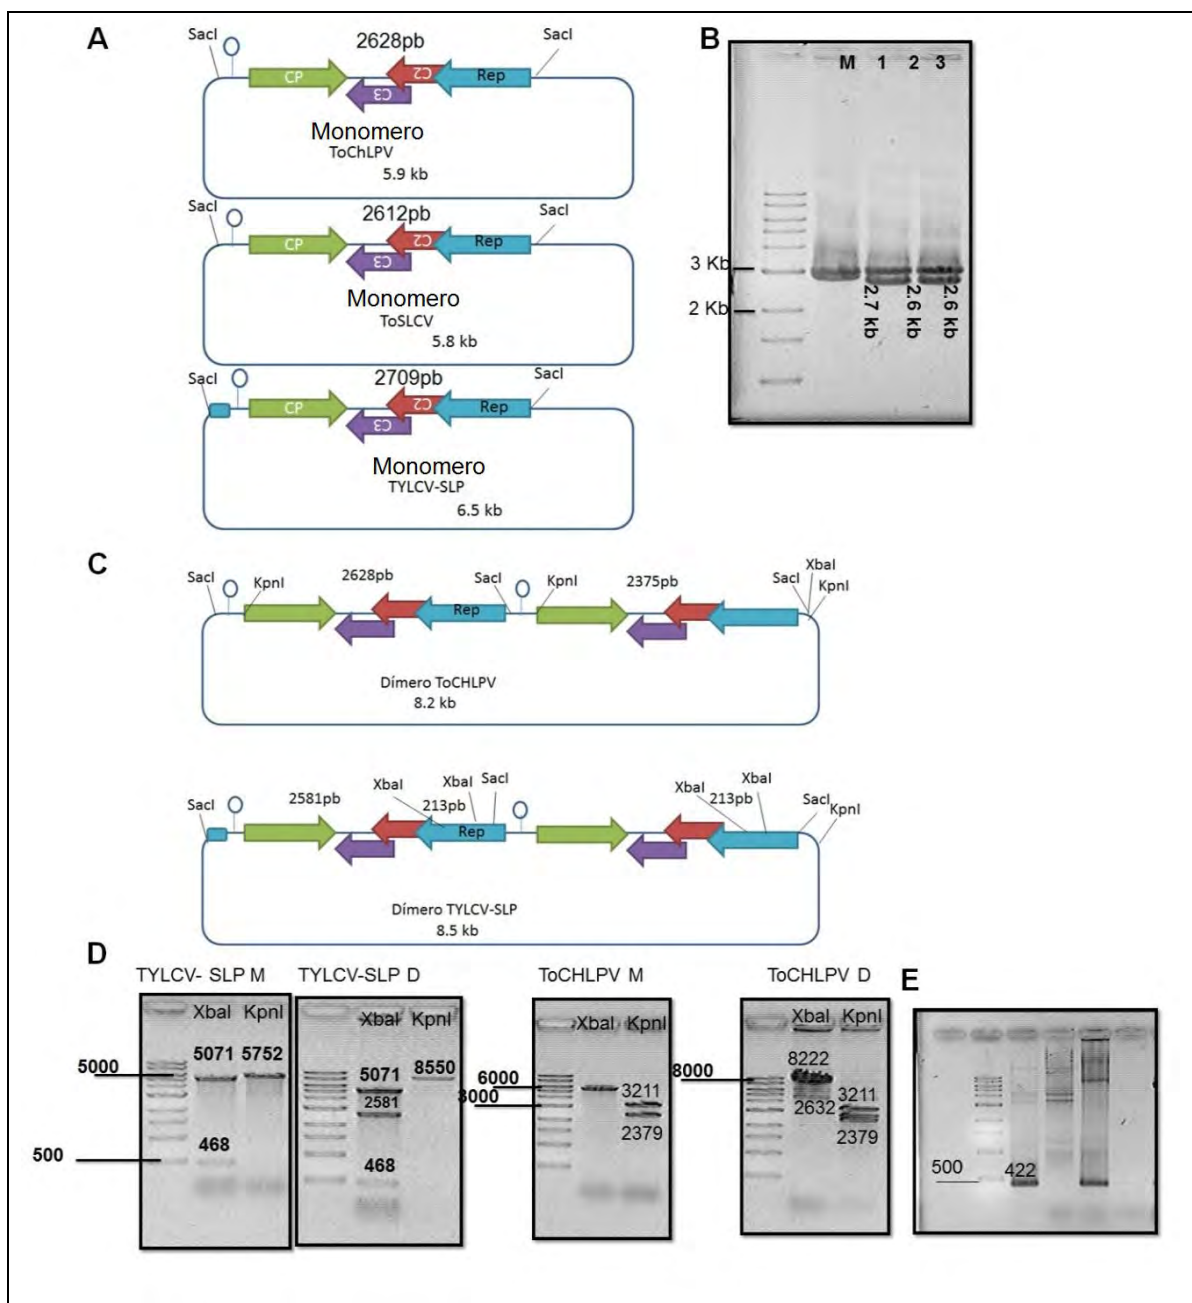 A
SacI
2628pb
SacI
CP
C3
C2
Rep
Monomero
ToChLPV
5.9 kb
SacI
2612pb
SacI
CP
C3
C2
Rep
Monomero
ToSLCV
5.8 kb
SacI
2709pb
SacI
CP
C3
C2
Rep
Monomero
TYLCV-SLP
6.5 kb
B
M 1 2 3
3 Kb
2 Kb
2.7 kb
2.6 kb
2.6 kb
C
SacI
KpnI
2628pb
SacI
KpnI
2375pb
SacI
XbaI
KpnI
Rep
Dímero ToCHLPV
8.2 kb
SacI
2581pb
XbaI
XbaI
SacI
213pb
Rep
XbaI
XbaI
213pb
SacI
KpnI
Dímero TYLCV-SLP
8.5 kb
D
TYLCV- SLP M
XbaI KpnI
5071 5752
5000
468
500
TYLCV-SLP D
XbaI KpnI
5071 8550
2581
468
ToCHLPV M
XbaI KpnI
6000
3000
3211
2379
ToCHLPV D
XbaI KpnI
8000
8222
2632
3211
2379
E
500
422